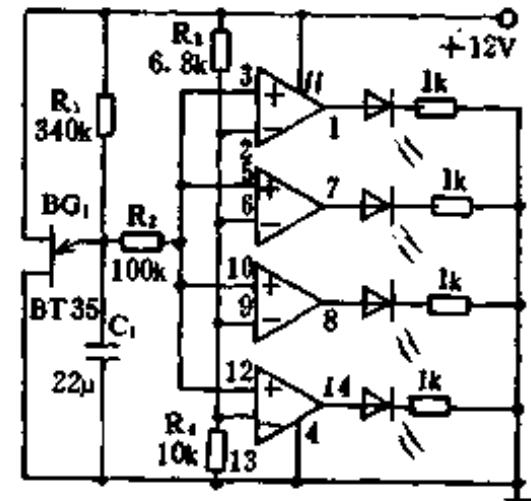 +12V
R₃
6.8k
R₁
340k
BG₁
BT35
R₂
100k
C₁
22μ
R₄
10k
3
11
2
1
1k
5
6
7
1k
10
9
8
1k
12
13
14
4
1k